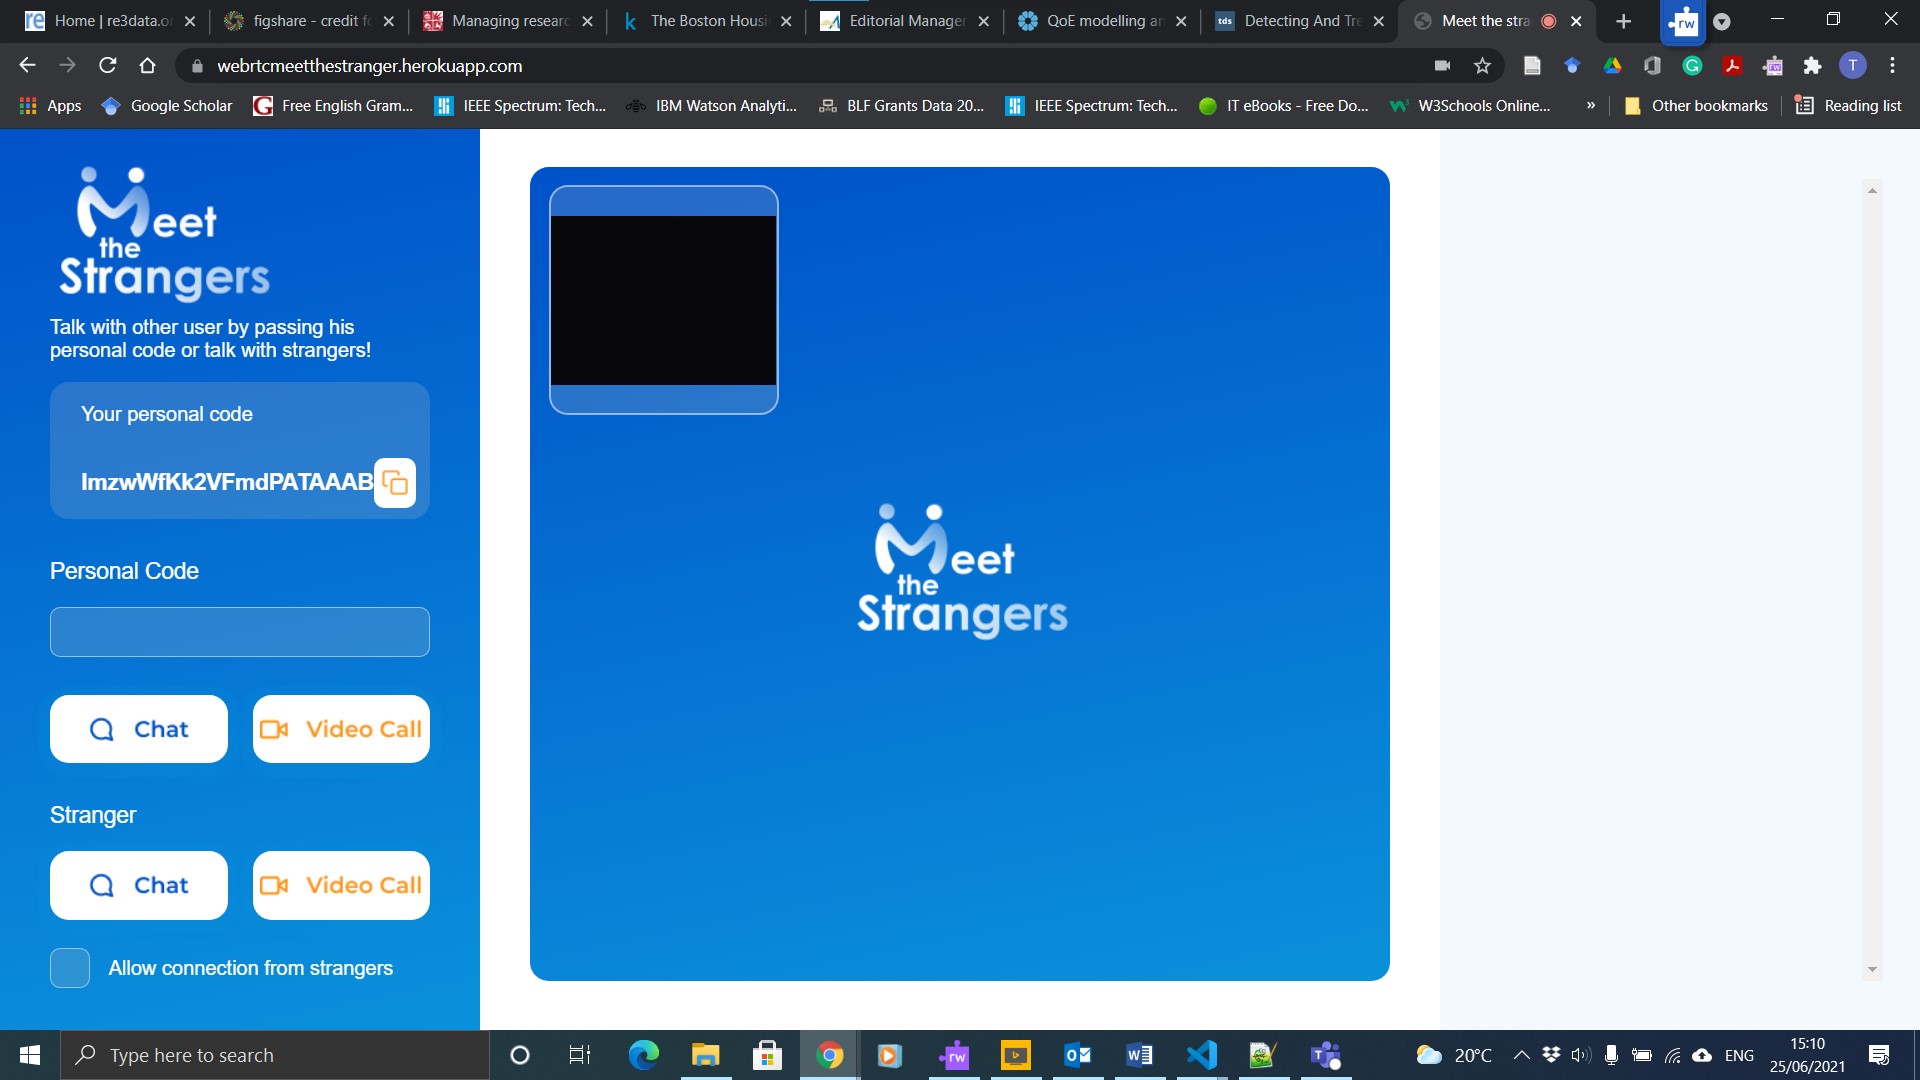 Home | re3data.or
figshare - credit fo
Managing researc
The Boston Housi
Editorial Manager
QoE modelling an
tds
Detecting And Tre
Meet the stra
rw
webrtcmeetthestranger.herokuapp.com
T
Apps
Google Scholar
Free English Gram...
IEEE Spectrum: Tech...
IBM Watson Analyti...
BLF Grants Data 20...
IEEE Spectrum: Tech...
IT eBooks - Free Do...
W3Schools Online...
»
Other bookmarks
Reading list
Meet
the
Strangers
Talk with other user by passing his
personal code or talk with strangers!
Your personal code
ImzwWfKk2VFmdPATAAAB
Personal Code
Chat
Video Call
Stranger
Chat
Video Call
Allow connection from strangers
Meet
the
Strangers
Type here to search
20°C
ENG
15:10
25/06/2021